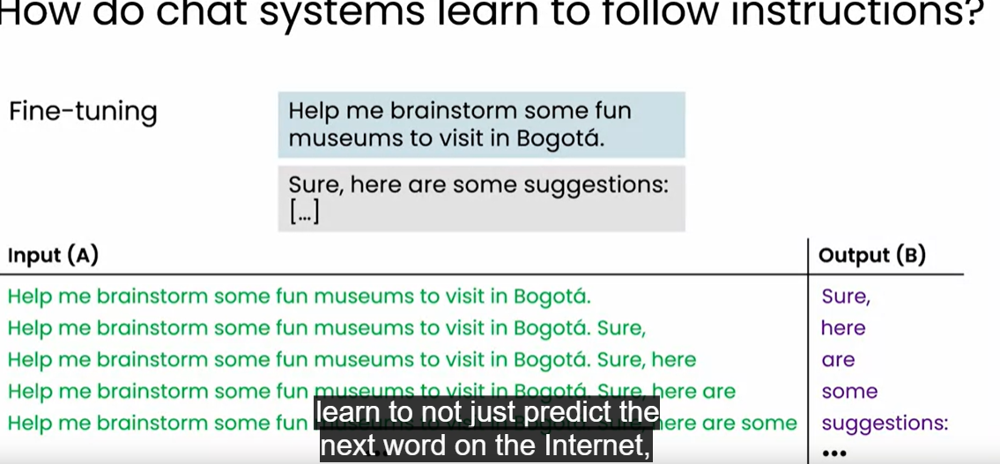 How do chat systems learn to follow instructions?
Fine-tuning
Help me brainstorm some fun
museums to visit in Bogotá.
Sure, here are some suggestions:
[...]
Input (A) Output (B)
Help me brainstorm some fun museums to visit in Bogotá. Sure,
Help me brainstorm some fun museums to visit in Bogotá. Sure, here
Help me brainstorm some fun museums to visit in Bogotá. Sure, here are
Help me brainstorm some fun museums to visit in Bogotá. Sure, here are some
Help me brainstorm some fun here are some suggestions:
...
learn to not just predict the
next word on the Internet,